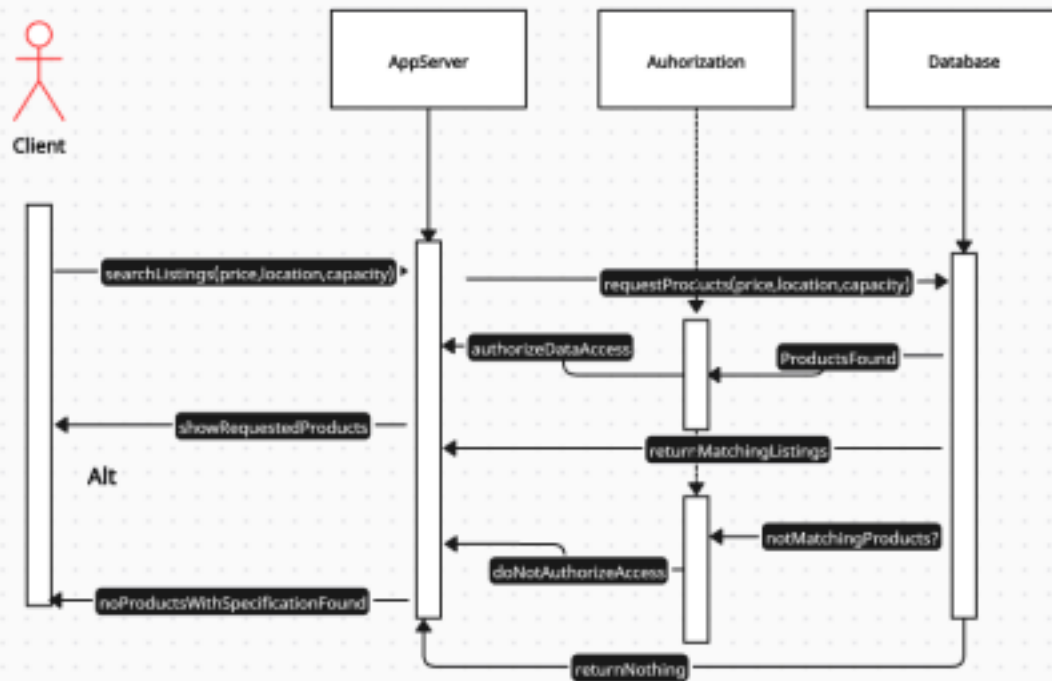 AppServer
Auhorization
Database
Client
searchListings(price,location,capacity)
requestProducts(price,location,capacity)
authorizeDataAccess
ProductsFound
showRequestedProducts
returnMatchingListings
Alt
notMatchingProducts?
doNotAuthorizeAccess
noProductsWithSpecificationFound
returnNothing